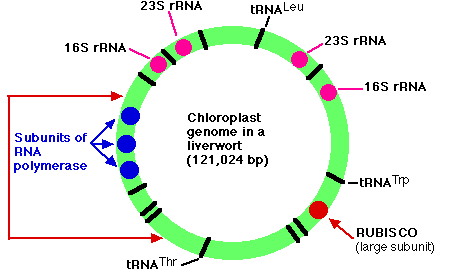 23S rRNA
tRNALeu
16S rRNA
23S rRNA
16S rRNA
Chloroplast
genome in a
liverwort
(121,024 bp)
Subunits of
RNA
polymerase
tRNATrp
RUBISCO
(large subunit)
tRNAThr